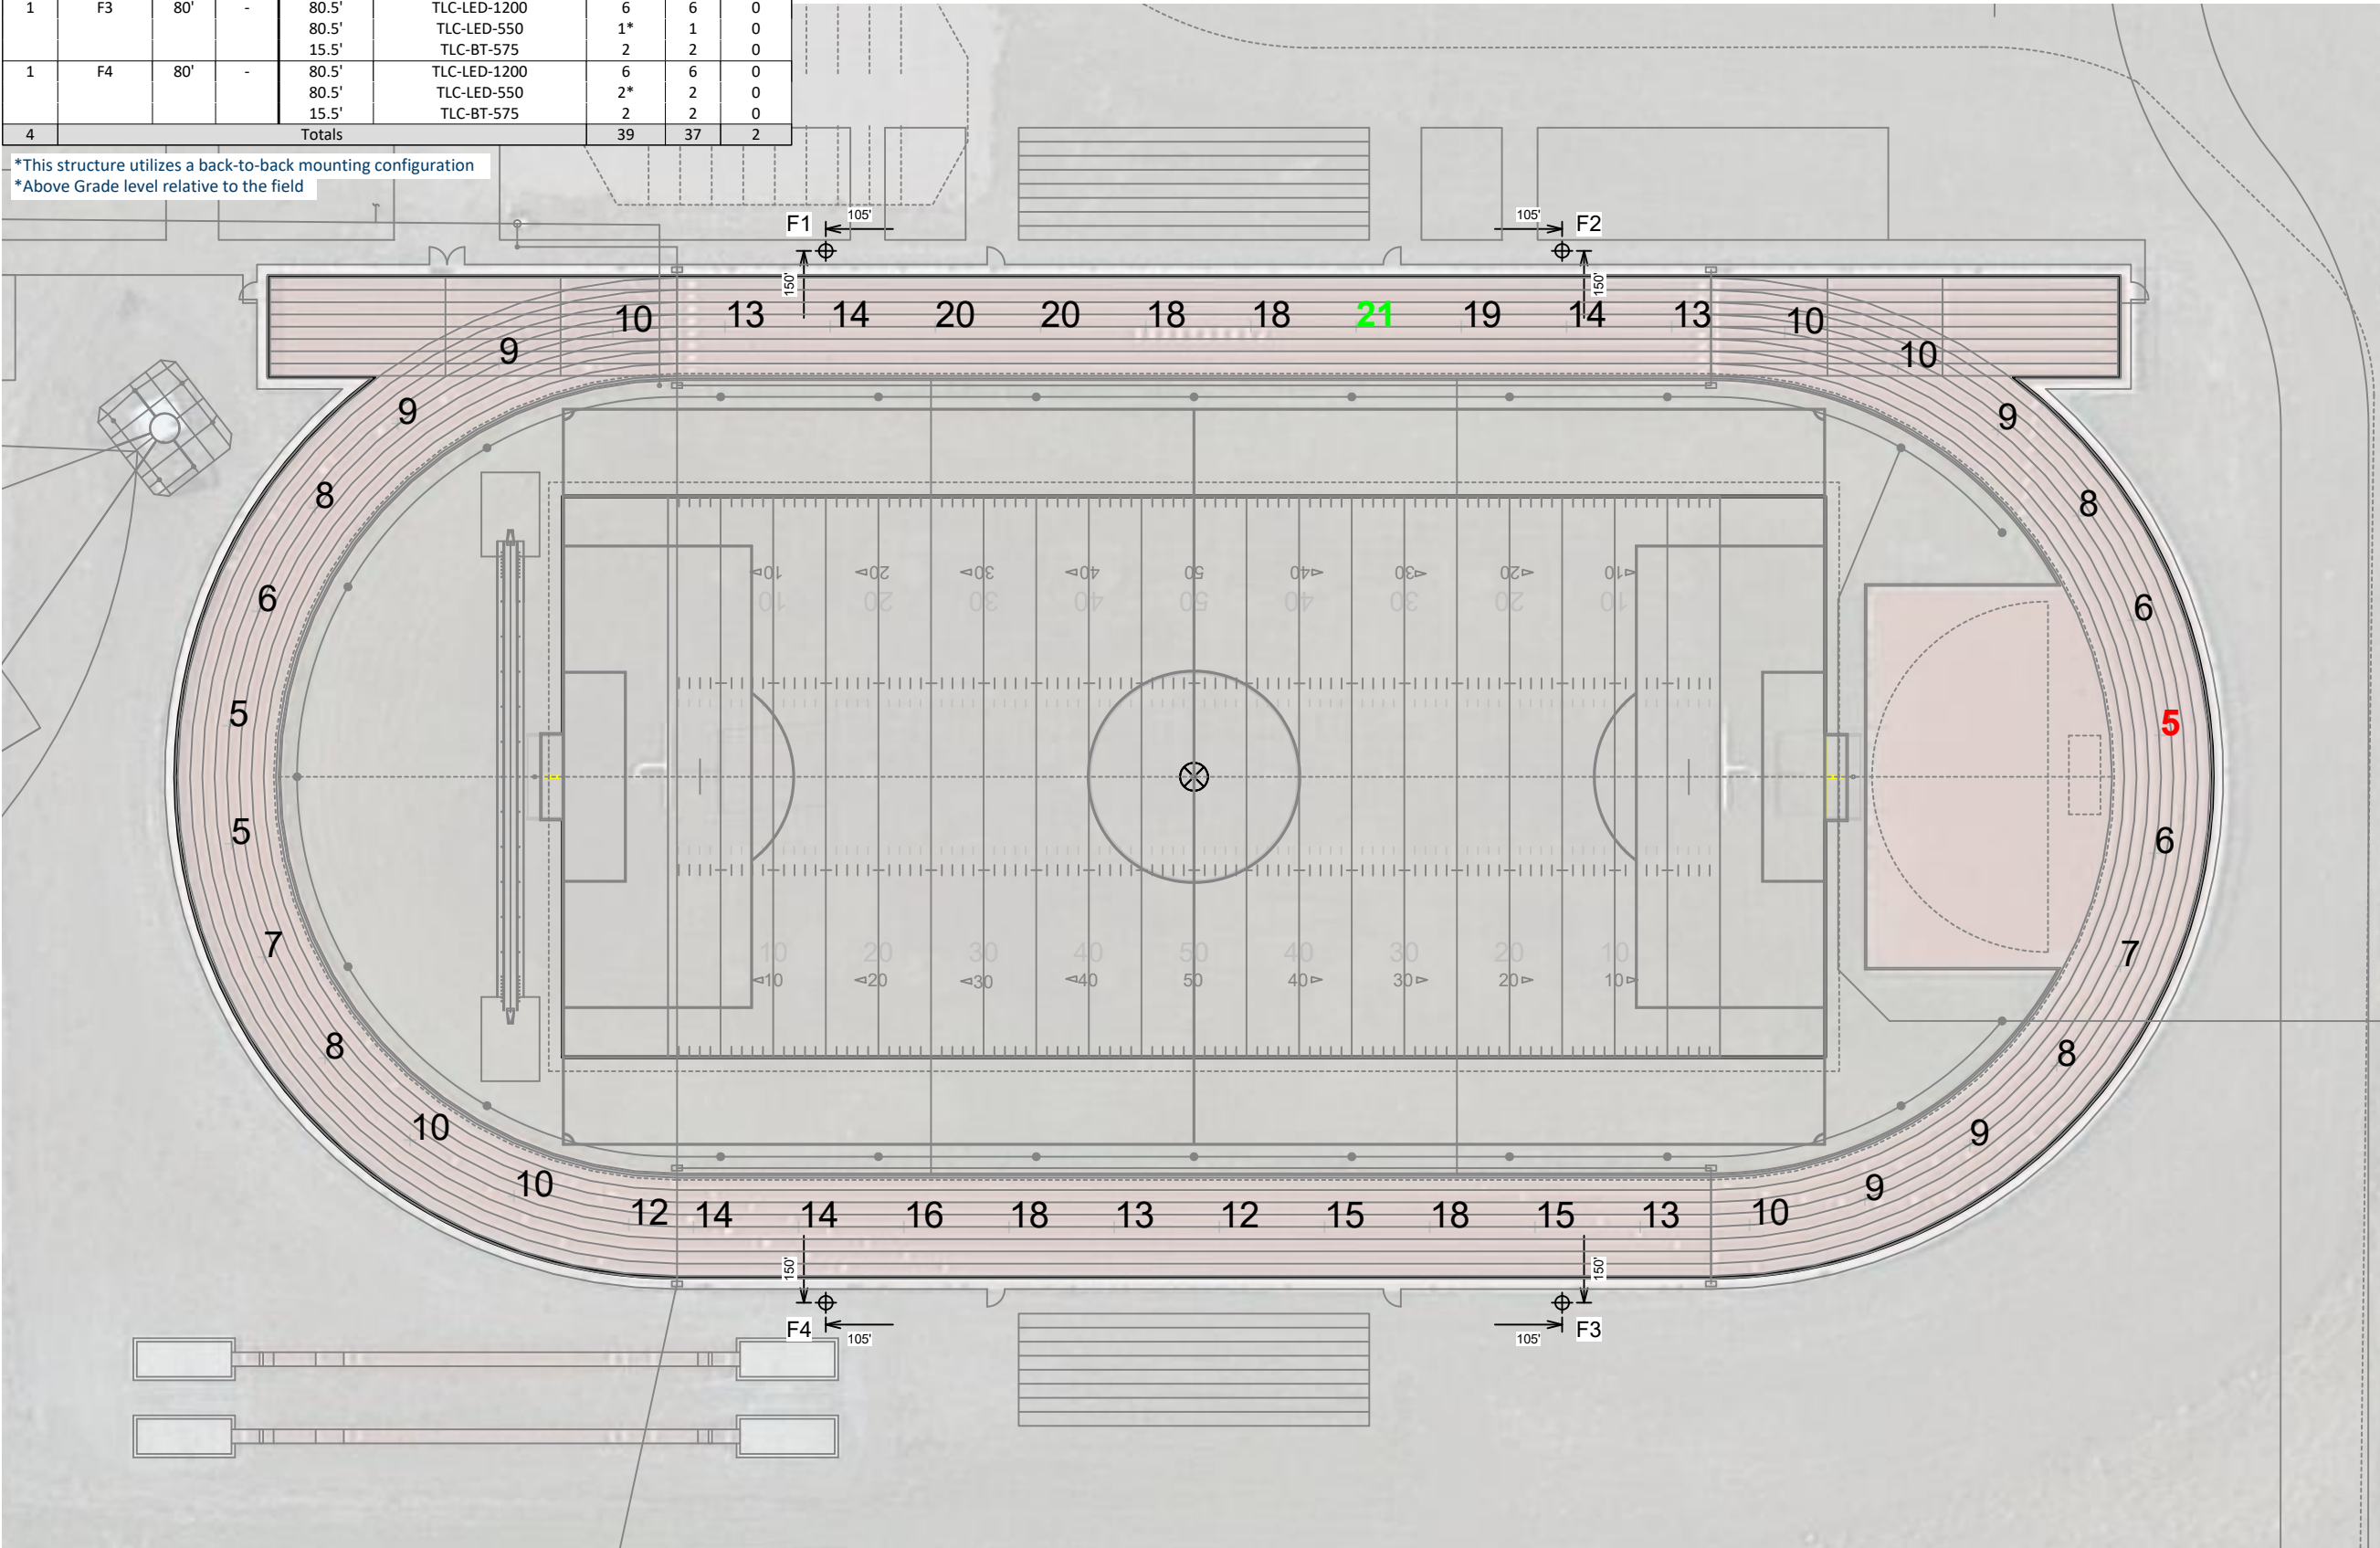 1 F3 80' - 80.5' TLC-LED-1200 6 6 0
80.5' TLC-LED-550 1* 1 0
15.5' TLC-BT-575 2 2 0
1 F4 80' - 80.5' TLC-LED-1200 6 6 0
80.5' TLC-LED-550 2* 2 0
15.5' TLC-BT-575 2 2 0
4 Totals 39 37 2
*This structure utilizes a back-to-back mounting configuration
*Above Grade level relative to the field
F1 105' 105' F2
150' 150'
10 13 14 20 20 18 18 21 19 14 13 10
9 10
9 9
8 8
10 20 30 40 50 40 30 20 10
10 20 30 40 50 40 30 20 10
6 6
5 5
5 6
7 7
10 20 30 40 50 40 30 20 10
10 20 30 40 50 40 30 20 10
8 8
10 9
10 9
12 14 14 16 18 13 12 15 18 15 13 10
150' 150'
F4 105' 105' F3